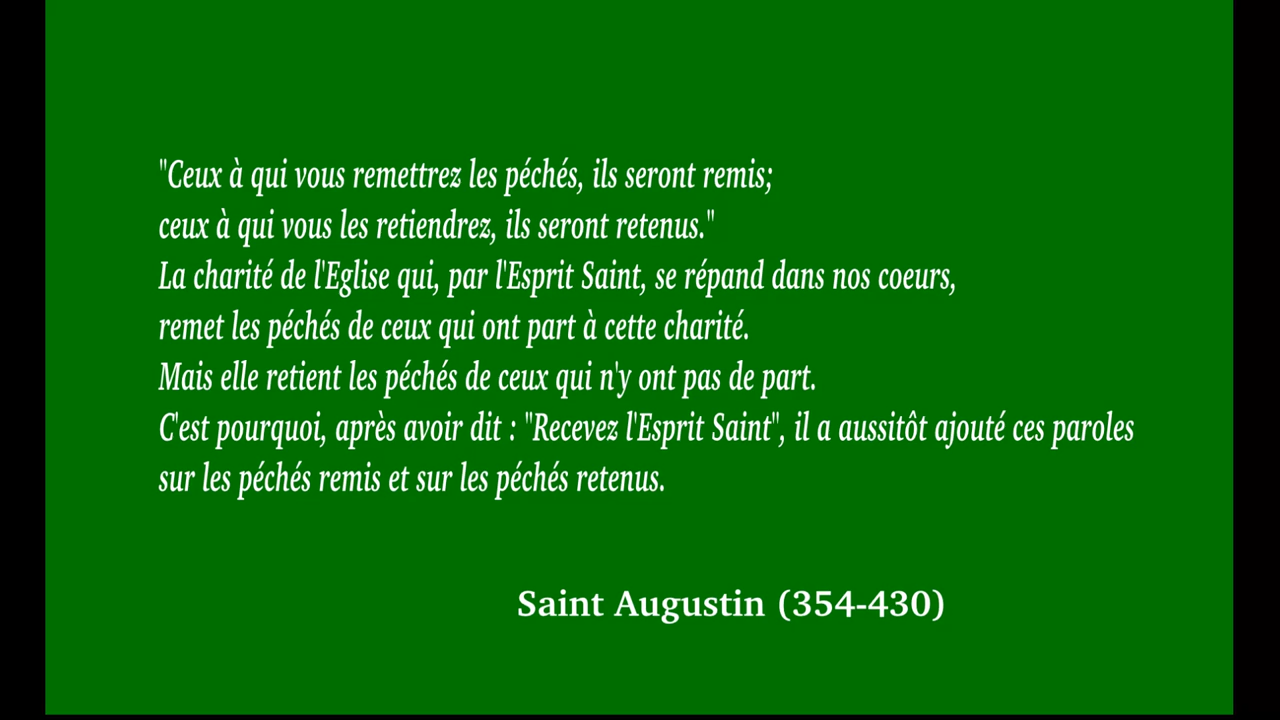 "Ceux à qui vous remettrez les péchés, ils seront remis;
ceux à qui vous les retiendrez, ils seront retenus."
La charité de l'Eglise qui, par l'Esprit Saint, se répand dans nos coeurs,
remet les péchés de ceux qui ont part à cette charité.
Mais elle retient les péchés de ceux qui n'y ont pas de part.
C'est pourquoi, après avoir dit : "Recevez l'Esprit Saint", il a aussitôt ajouté ces paroles
sur les péchés remis et sur les péchés retenus.
Saint Augustin (354-430)